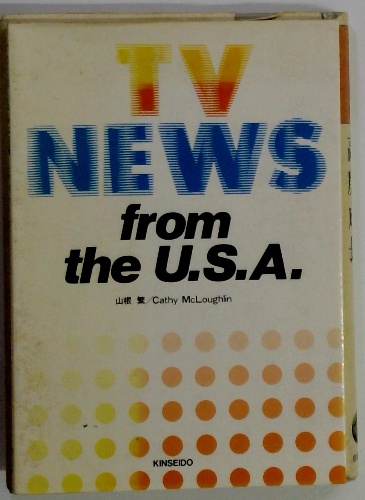 TV
NEWS
from
the U.S.A.
山根 繁/Cathy McLoughlin
KINSEIDO